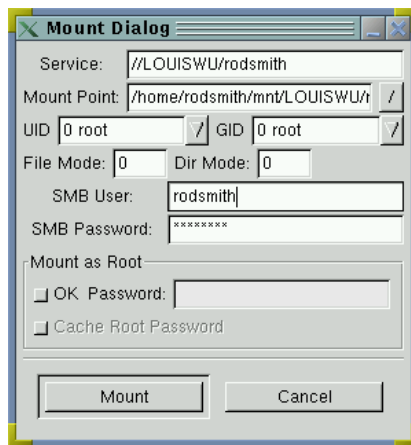 Mount Dialog
Service: //LOUISWU/rodsmith
Mount Point: /home/rodsmith/mnt/LOUISWU/r /
UID 0 root / GID 0 root /
File Mode: 0 Dir Mode: 0
SMB User: rodsmith
SMB Password: ********
Mount as Root
OK Password:
Cache Root Password
Mount Cancel